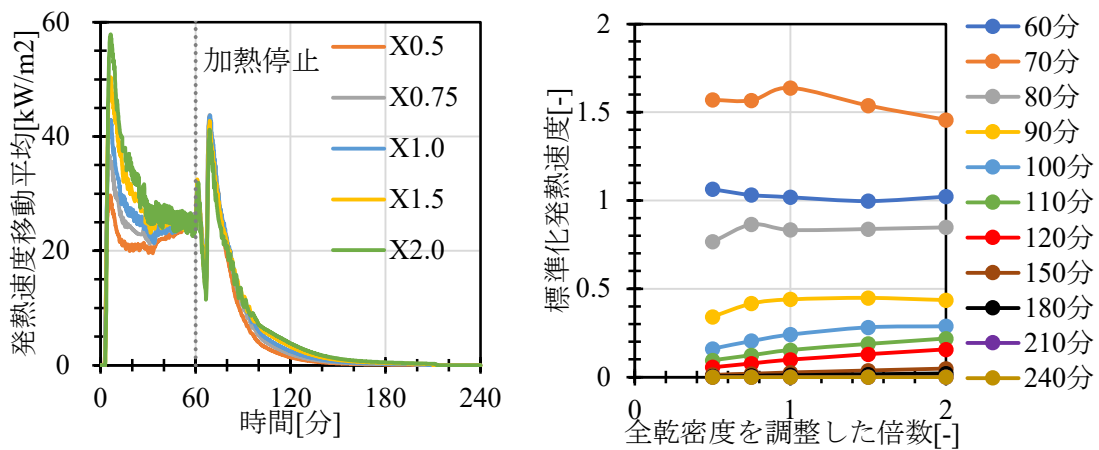 発熱速度移動平均[kW/m2]
60
40
20
0
0
60
120
180
240
時間[分]
加熱停止
X0.5
X0.75
X1.0
X1.5
X2.0
標準化発熱速度[-]
2
1.5
1
0.5
0
0
1
2
全乾密度を調整した倍数[-]
60分
70分
80分
90分
100分
110分
120分
150分
180分
210分
240分